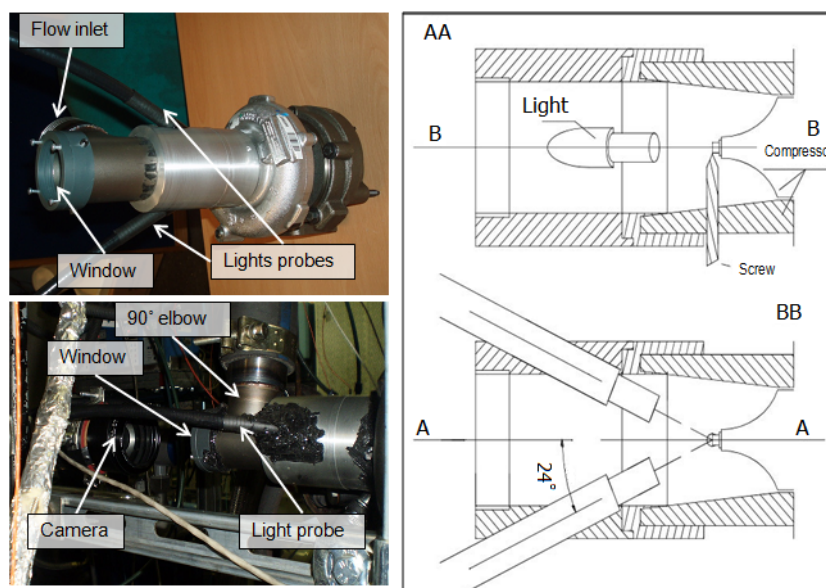 Flow inlet
Window
Lights probes
90° elbow
Window
Camera
Light probe
AA
Light
B
B
Compresso
Screw
BB
A
A
24°